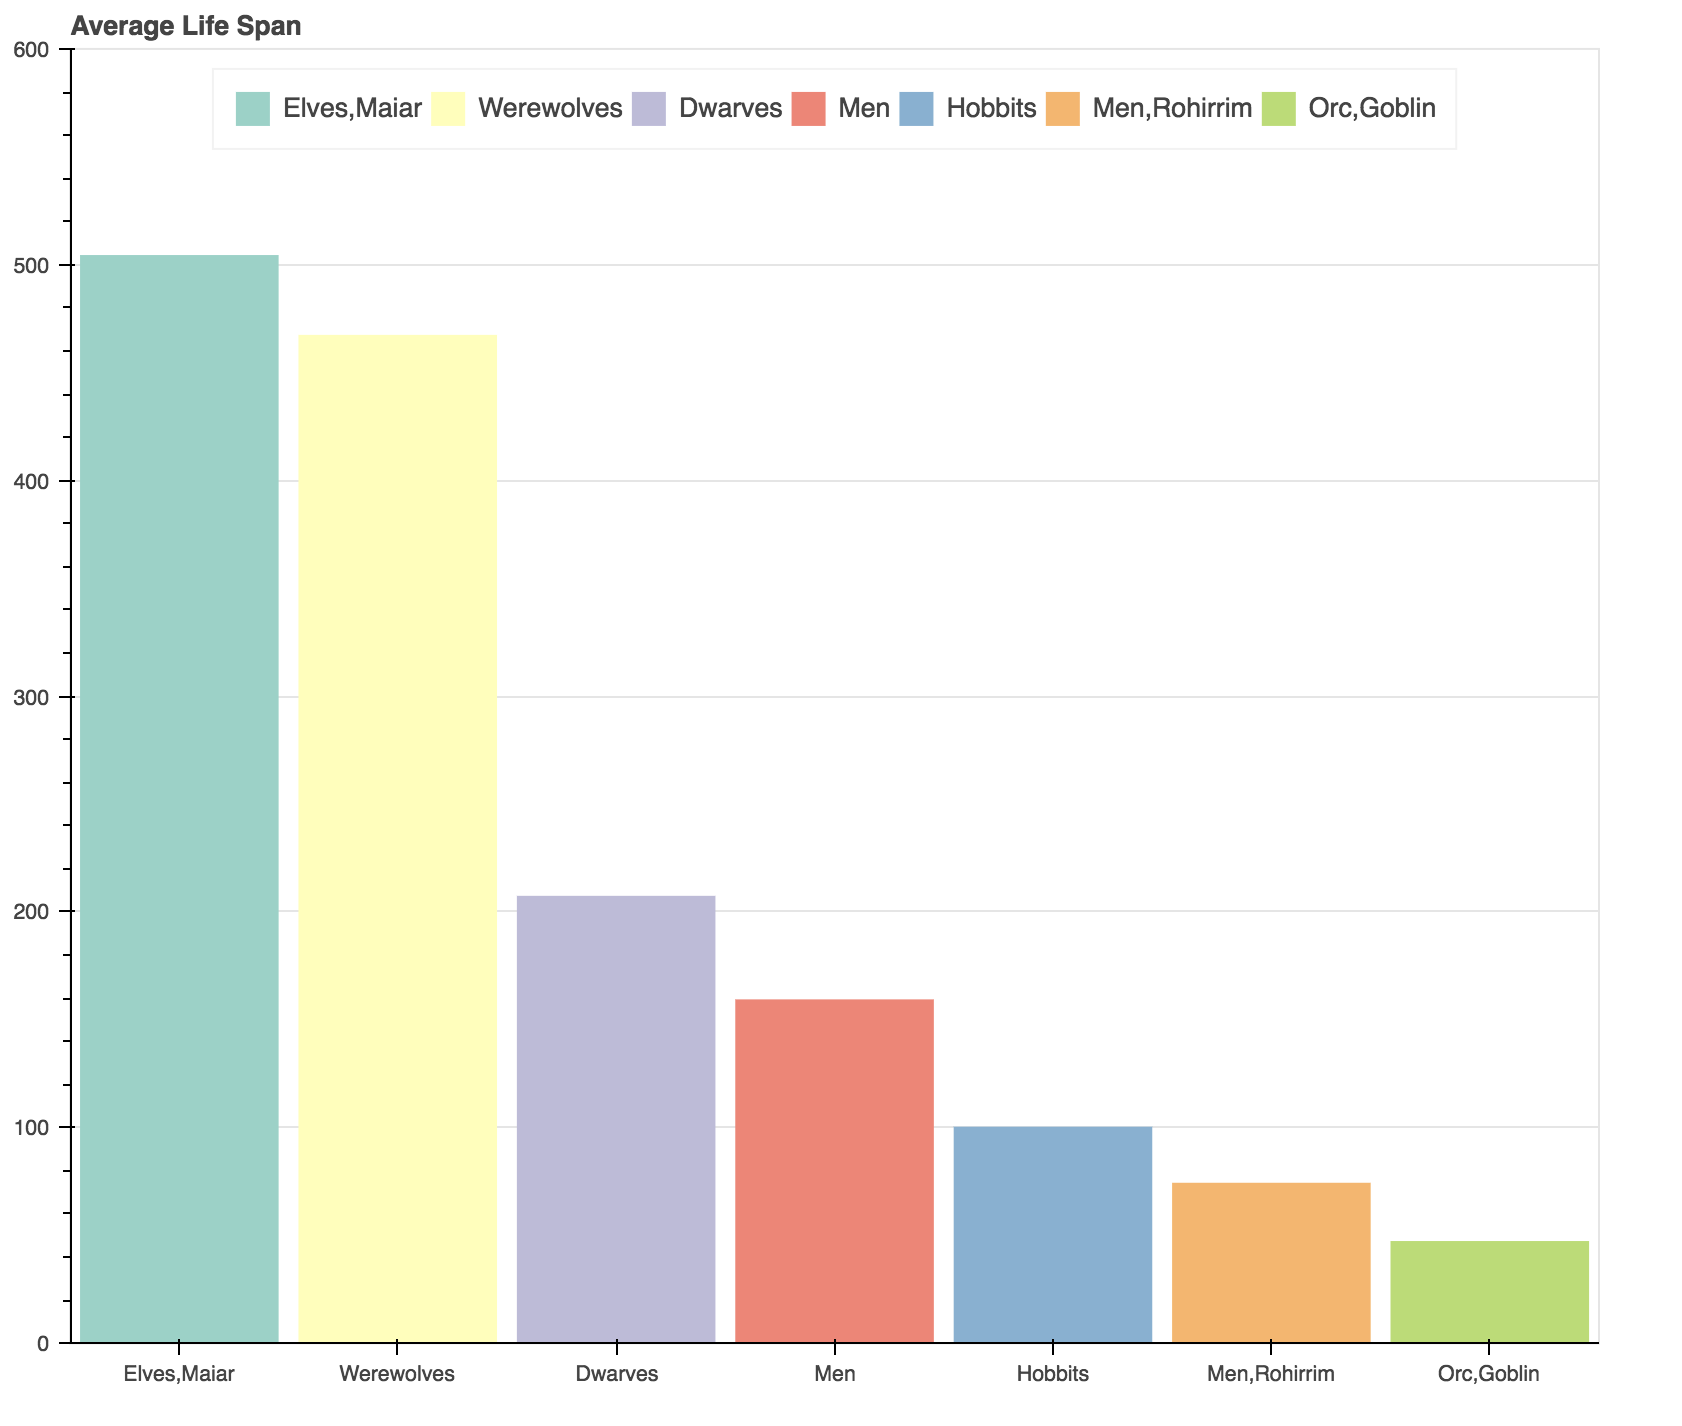 Average Life Span
600
Elves,Maiar Werewolves Dwarves Men Hobbits Men,Rohirrim Orc,Goblin
500
400
300
200
100
0
Elves,Maiar Werewolves Dwarves Men Hobbits Men,Rohirrim Orc,Goblin